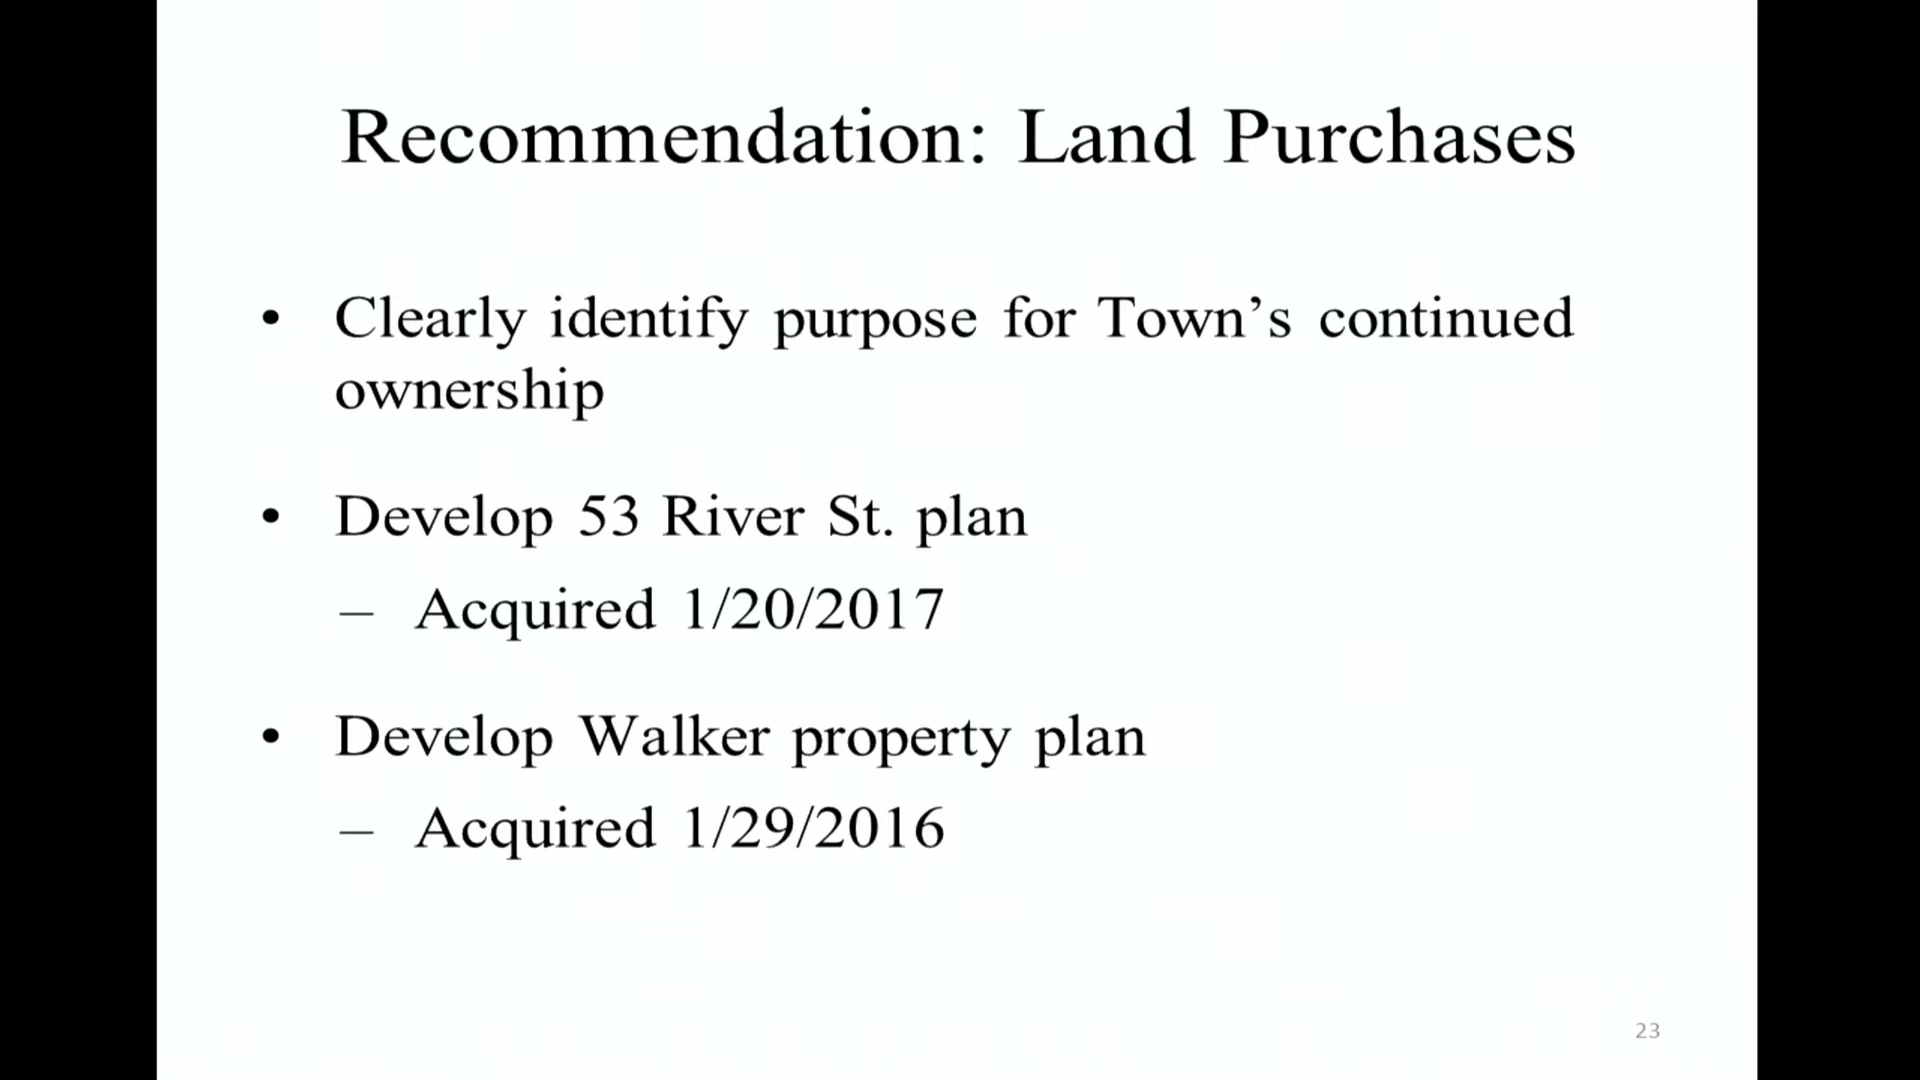 Recommendation: Land Purchases
• Clearly identify purpose for Town’s continued
ownership
• Develop 53 River St. plan
– Acquired 1/20/2017
• Develop Walker property plan
– Acquired 1/29/2016
23